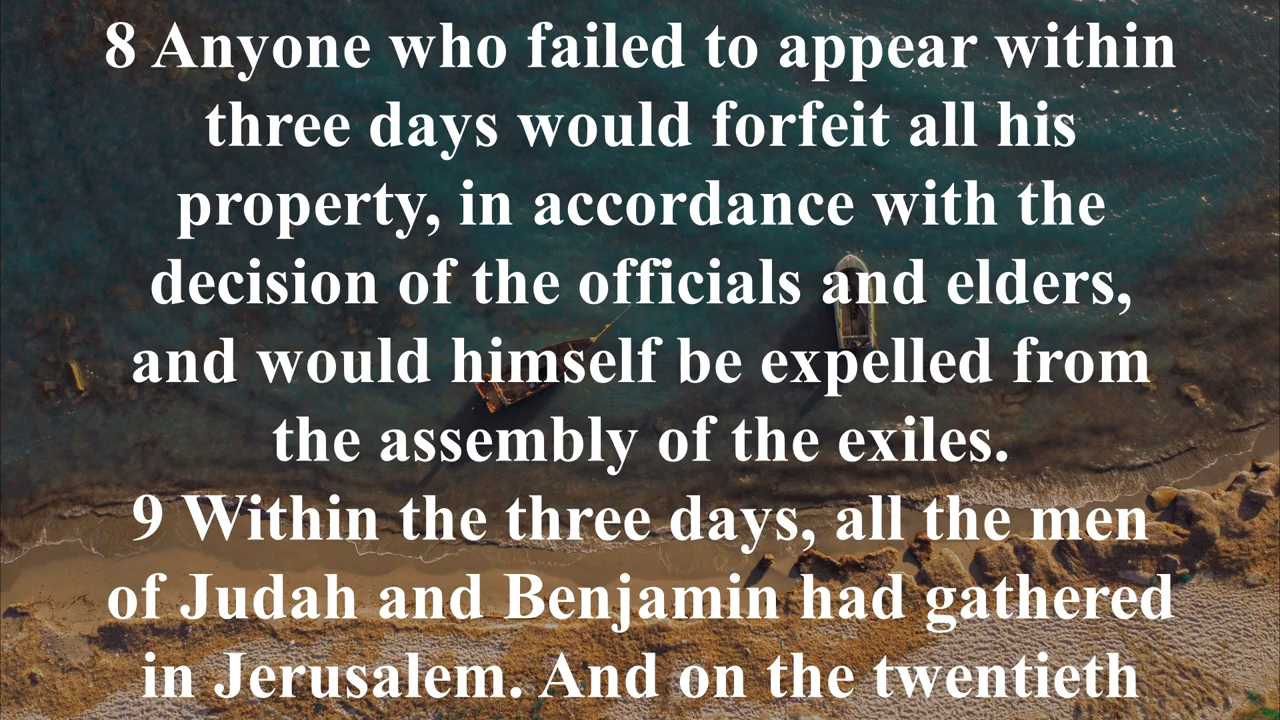 8 Anyone who failed to appear within
three days would forfeit all his
property, in accordance with the
decision of the officials and elders,
and would himself be expelled from
the assembly of the exiles.
9 Within the three days, all the men
of Judah and Benjamin had gathered
in Jerusalem. And on the twentieth